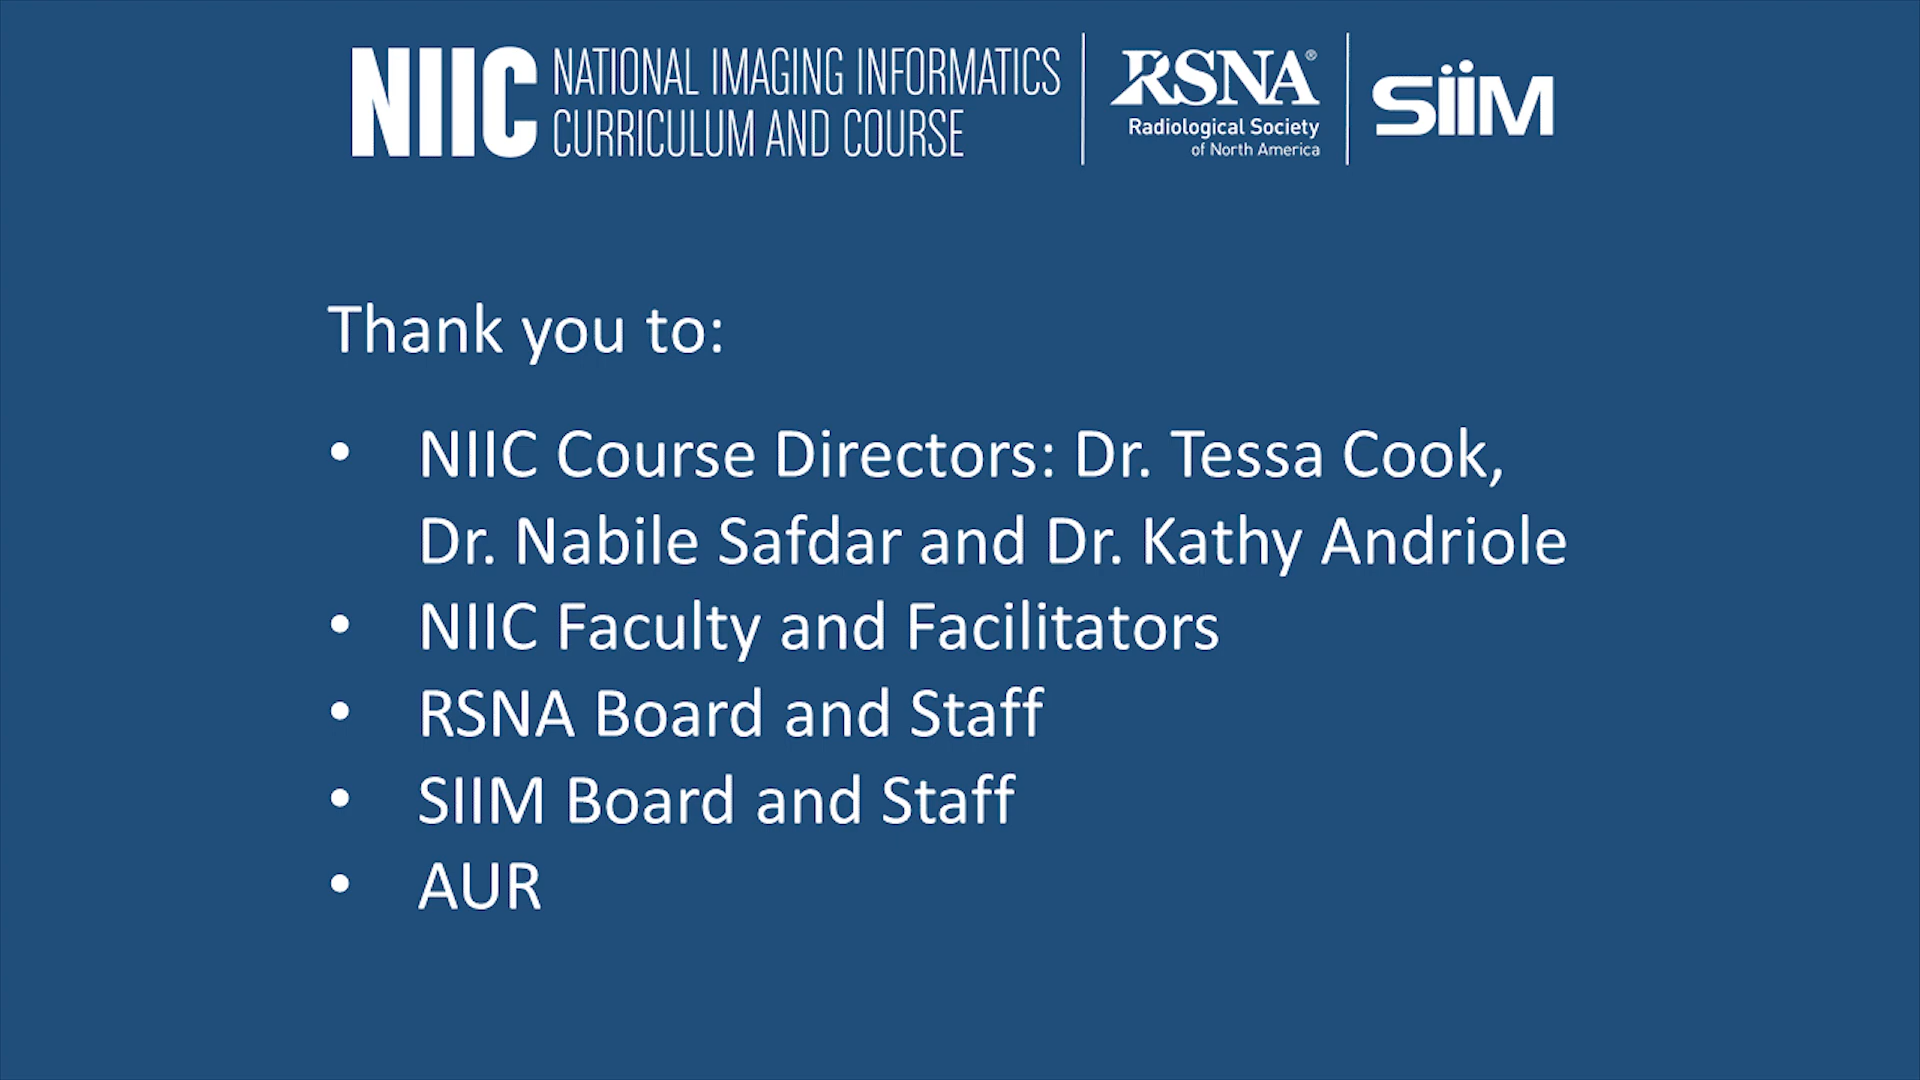 NIIC NATIONAL IMAGING INFORMATICS
CURRICULUM AND COURSE
RSNA®
Radiological Society
of North America
SiiM
Thank you to:
• NIIC Course Directors: Dr. Tessa Cook,
Dr. Nabile Safdar and Dr. Kathy Andriole
• NIIC Faculty and Facilitators
• RSNA Board and Staff
• SIIM Board and Staff
• AUR